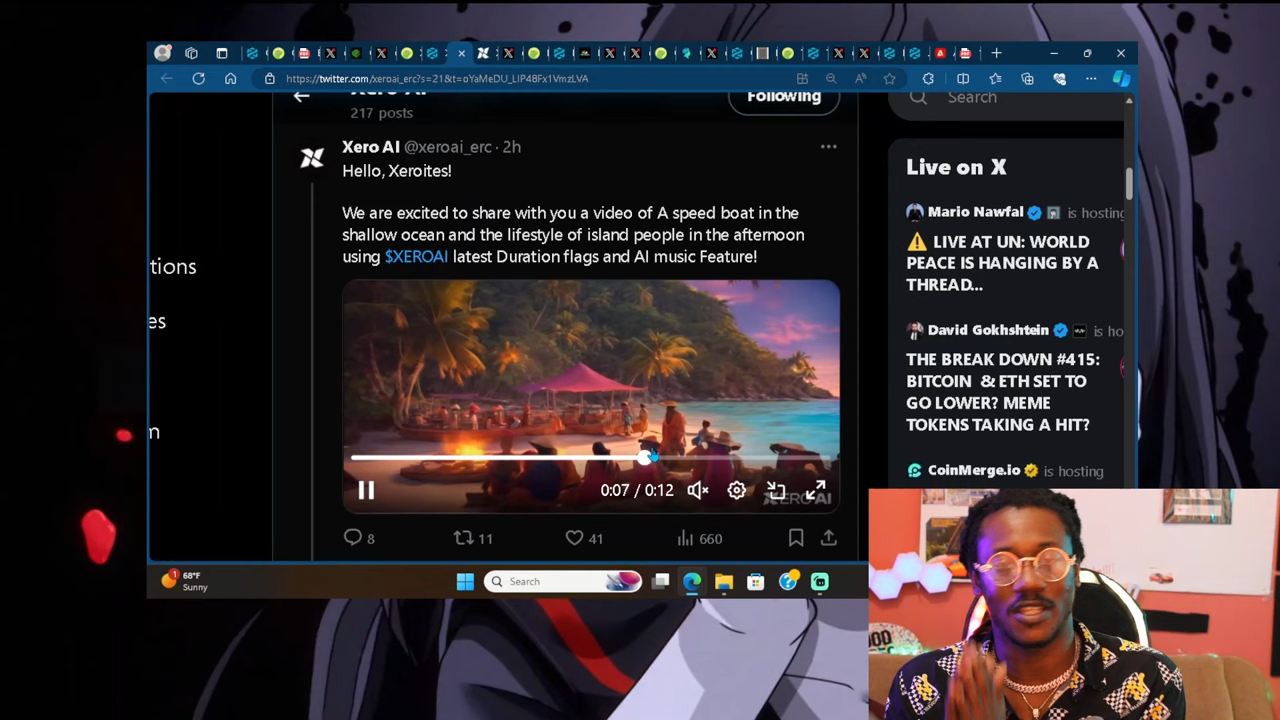 https://twitter.com/xeroai_erc?s=21&t=oYaMeDU_LIP4BFx1VmzLVA
Xero AI
217 posts
Following
Search
Xero AI @xeroai_erc · 2h
Hello, Xeroites!
We are excited to share with you a video of A speed boat in the
shallow ocean and the lifestyle of island people in the afternoon
using $XEROAI latest Duration flags and AI music Feature!
0:07 / 0:12
XERO AI
8
11
41
660
tions
es
m
Live on X
Mario Nawfal is hosting
⚠️ LIVE AT UN: WORLD
PEACE IS HANGING BY A
THREAD...
David Gokhshtein is ho
THE BREAK DOWN #415:
BITCOIN & ETH SET TO
GO LOWER? MEME
TOKENS TAKING A HIT?
CoinMerge.io is hosting
1
68°F
Sunny
Search